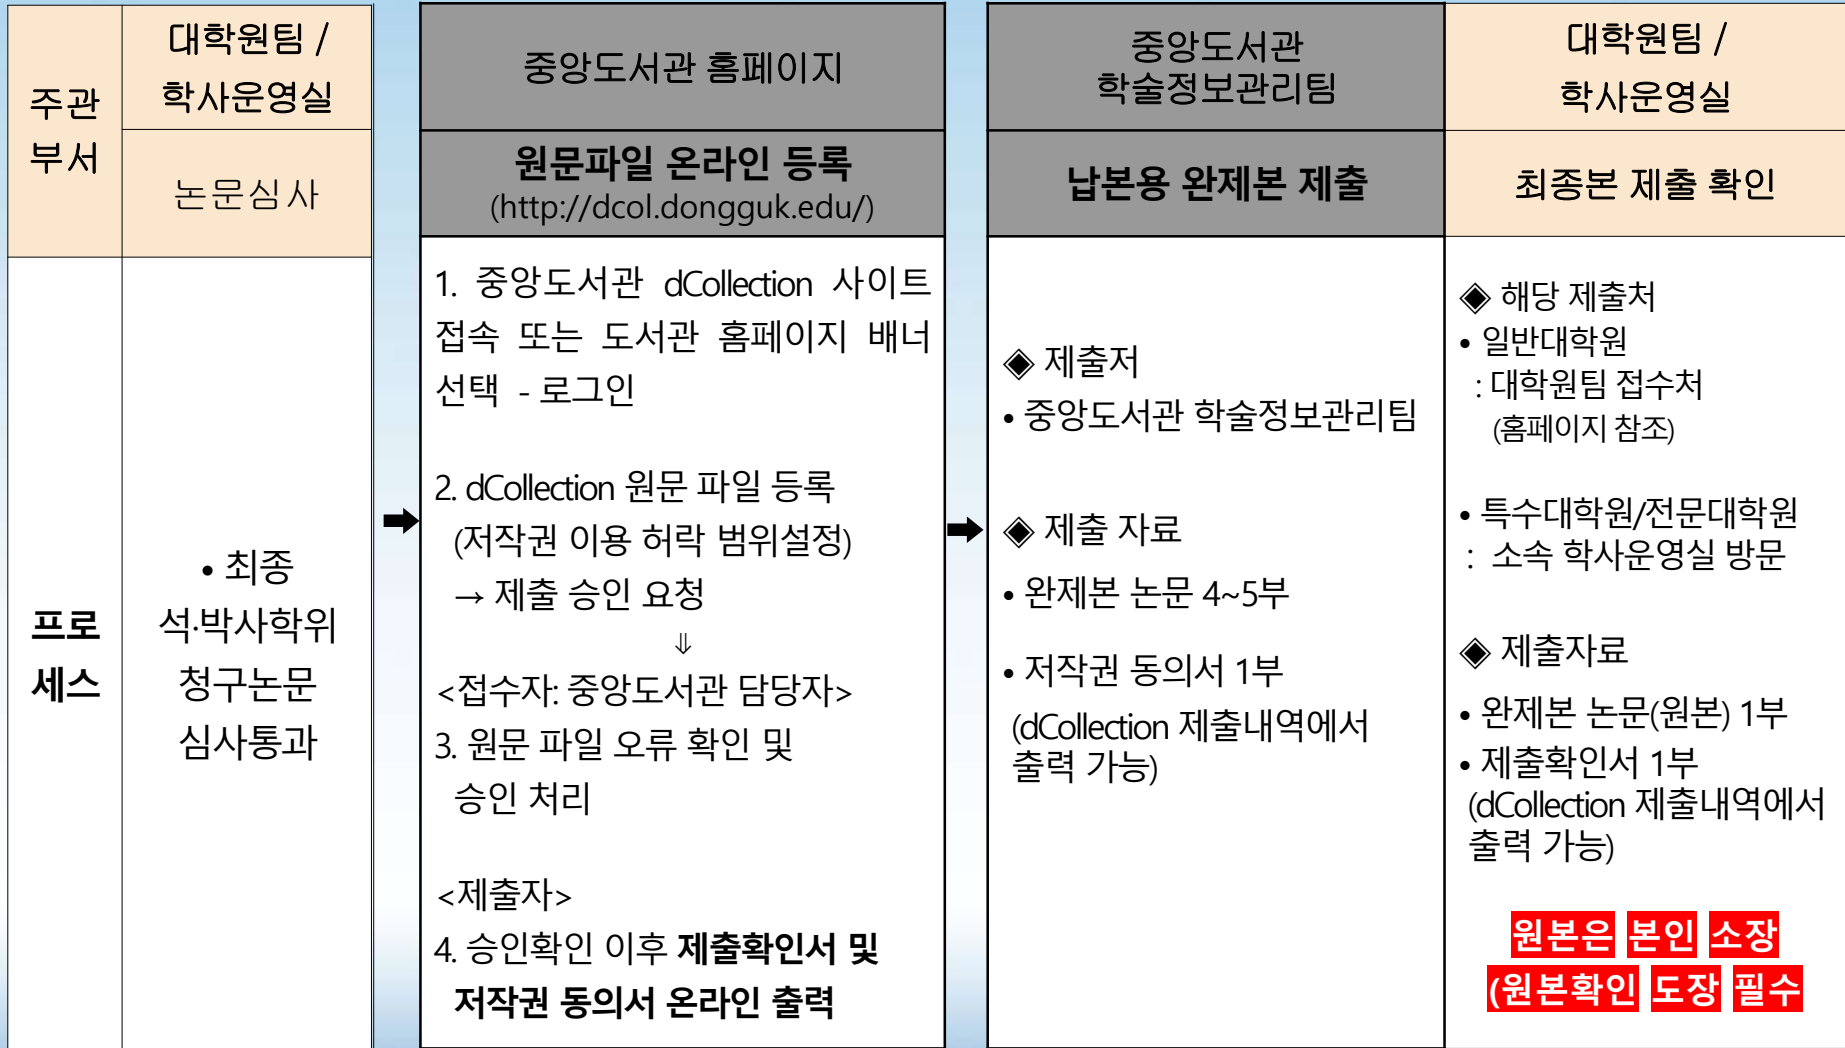 주관
부서
대학원팀 /
학사운영실
논문심사
중앙도서관 홈페이지
원문파일 온라인 등록
(http://dcol.dongguk.edu/)
중앙도서관
학술정보관리팀
납본용 완제본 제출
대학원팀 /
학사운영실
최종본 제출 확인
프로
세스
• 최종
석·박사학위
청구논문
심사통과
➡
1. 중앙도서관 dCollection 사이트
접속 또는 도서관 홈페이지 배너
선택 - 로그인
2. dCollection 원문 파일 등록
(저작권 이용 허락 범위설정)
→ 제출 승인 요청
⇓
<접수자: 중앙도서관 담당자>
3. 원문 파일 오류 확인 및
승인 처리
<제출자>
4. 승인확인 이후 제출확인서 및
저작권 동의서 온라인 출력
➡
◈ 제출저
• 중앙도서관 학술정보관리팀
◈ 제출 자료
• 완제본 논문 4~5부
• 저작권 동의서 1부
(dCollection 제출내역에서
출력 가능)
◈ 해당 제출처
• 일반대학원
: 대학원팀 접수처
(홈페이지 참조)
• 특수대학원/전문대학원
: 소속 학사운영실 방문
◈ 제출자료
• 완제본 논문(원본) 1부
• 제출확인서 1부
(dCollection 제출내역에서
출력 가능)
원본은 본인 소장
(원본확인 도장 필수